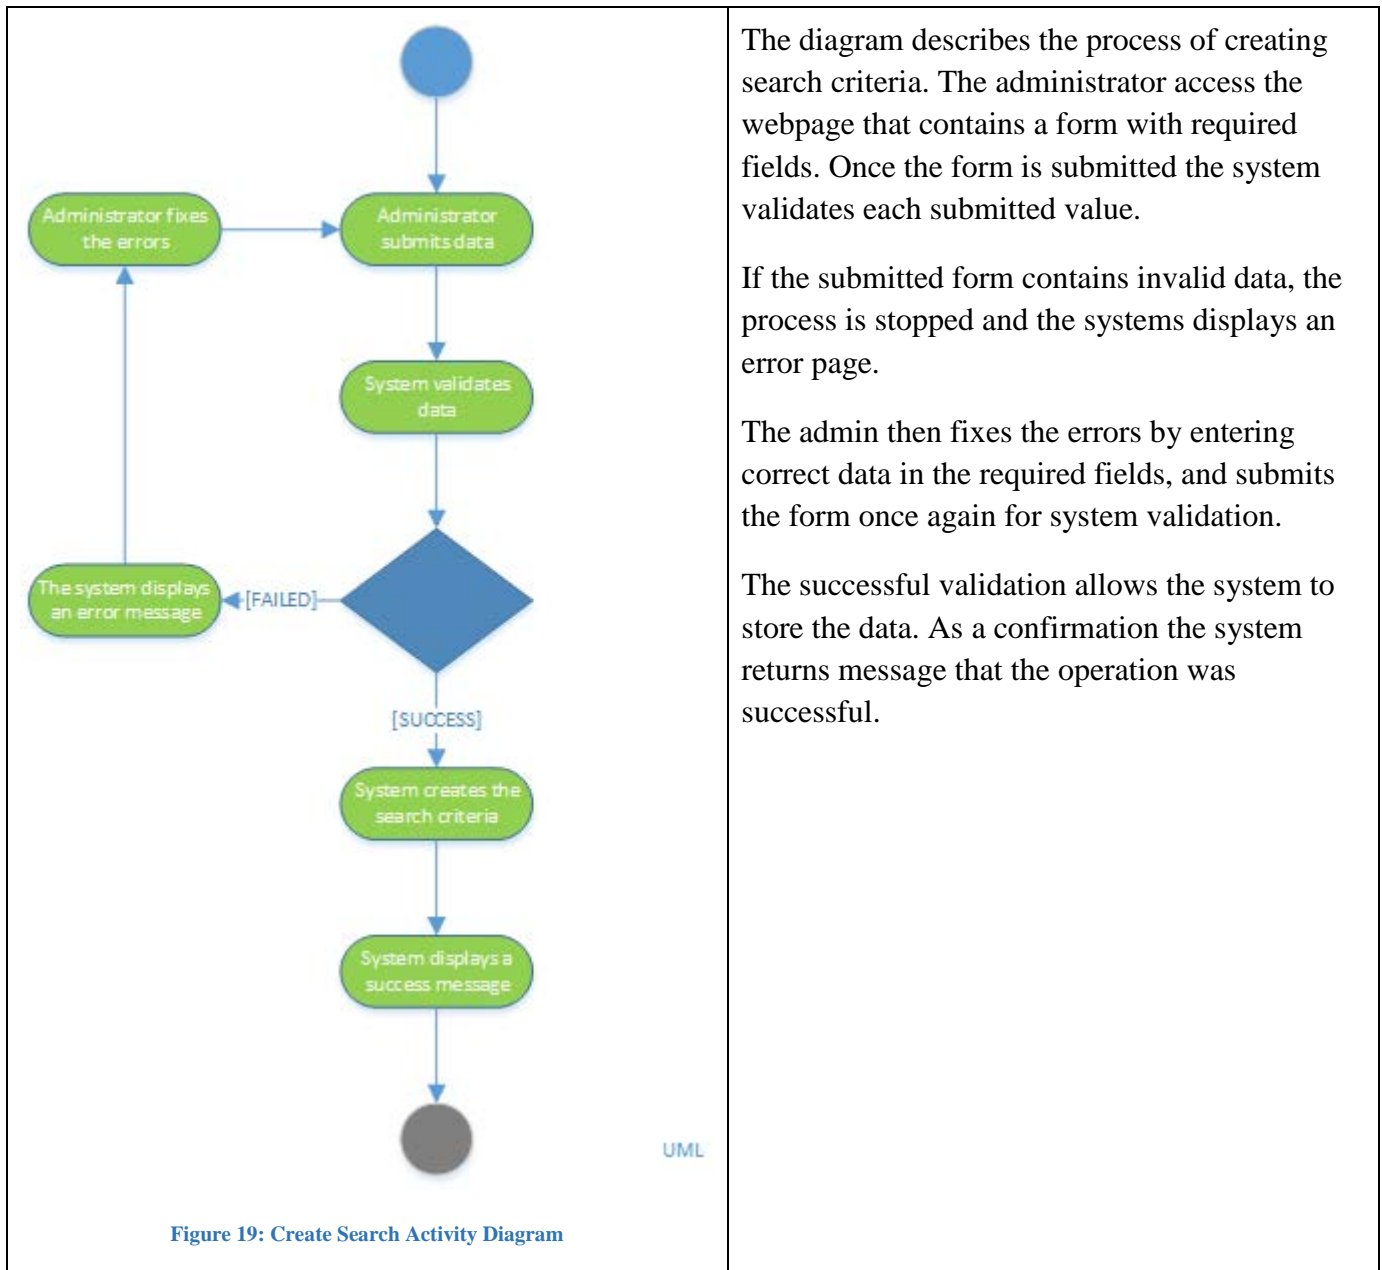 Administrator fixes
the errors
Administrator
submits data
System validates
data
The system displays
an error message
[FAILED]
[SUCCESS]
System creates the
search criteria
System displays a
success message
UML
Figure 19: Create Search Activity Diagram
The diagram describes the process of creating
search criteria. The administrator access the
webpage that contains a form with required
fields. Once the form is submitted the system
validates each submitted value.
If the submitted form contains invalid data, the
process is stopped and the systems displays an
error page.
The admin then fixes the errors by entering
correct data in the required fields, and submits
the form once again for system validation.
The successful validation allows the system to
store the data. As a confirmation the system
returns message that the operation was
successful.